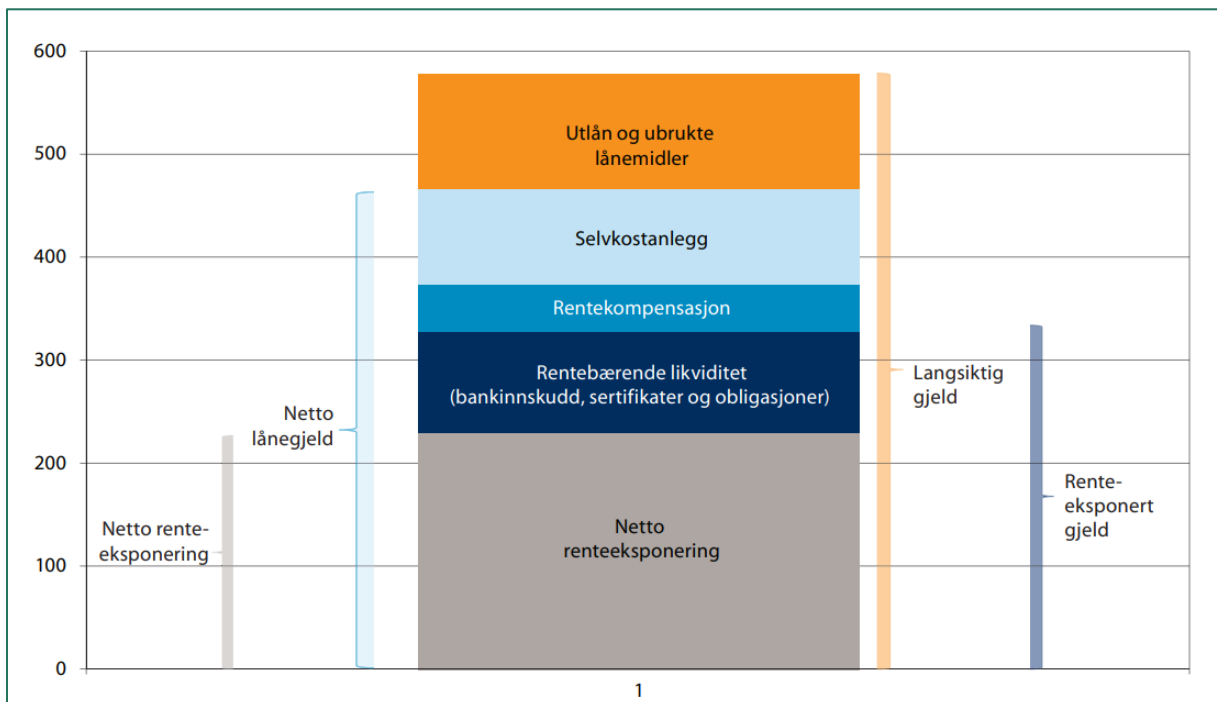 600
500
400
300
200
100
0
Netto rente-
eksponering
Netto
lånegjeld
Utlån og ubrukte
lånemidler
Selvkostanlegg
Rentekompensasjon
Rentebærende likviditet
(bankinnskudd, sertifikater og obligasjoner)
Netto
renteeksponering
Langsiktig
gjeld
Rente-
eksponert
gjeld
1